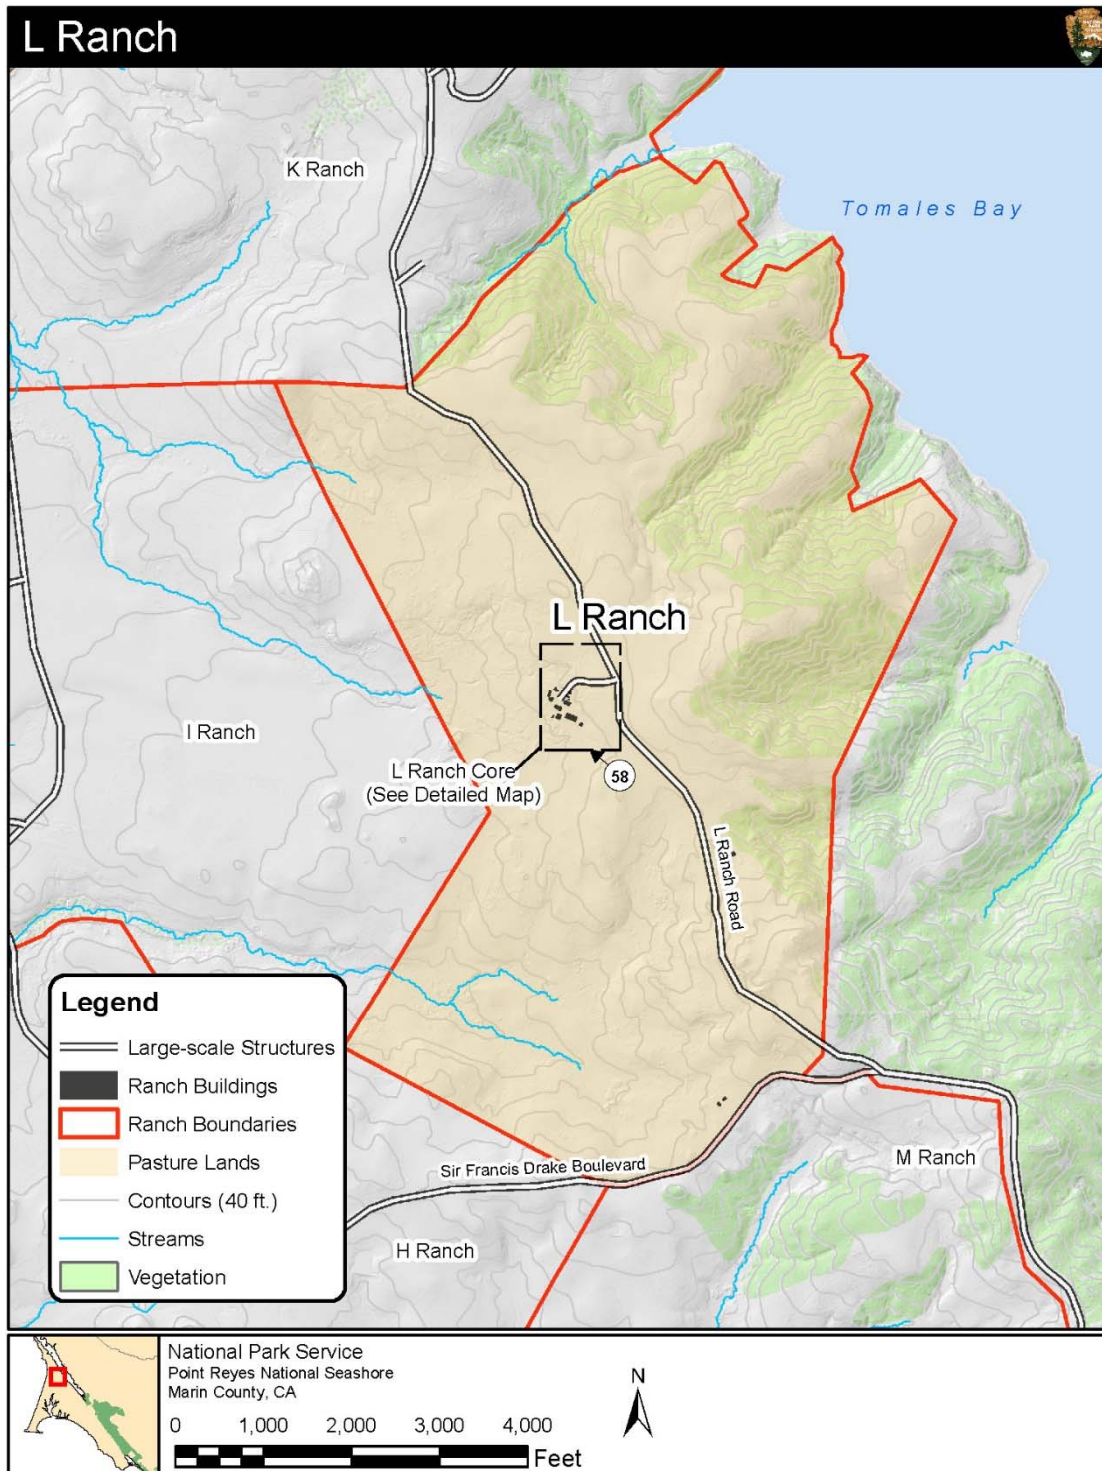 L Ranch
K Ranch
Tomales Bay
L Ranch
I Ranch
L Ranch Core
(See Detailed Map)
58
L Ranch Road
Legend
Large-scale Structures
Ranch Buildings
Ranch Boundaries
Pasture Lands
Contours (40 ft.)
Streams
Vegetation
Sir Francis Drake Boulevard
M Ranch
H Ranch
National Park Service
Point Reyes National Seashore
Marin County, CA
N
0 1,000 2,000 3,000 4,000
Feet